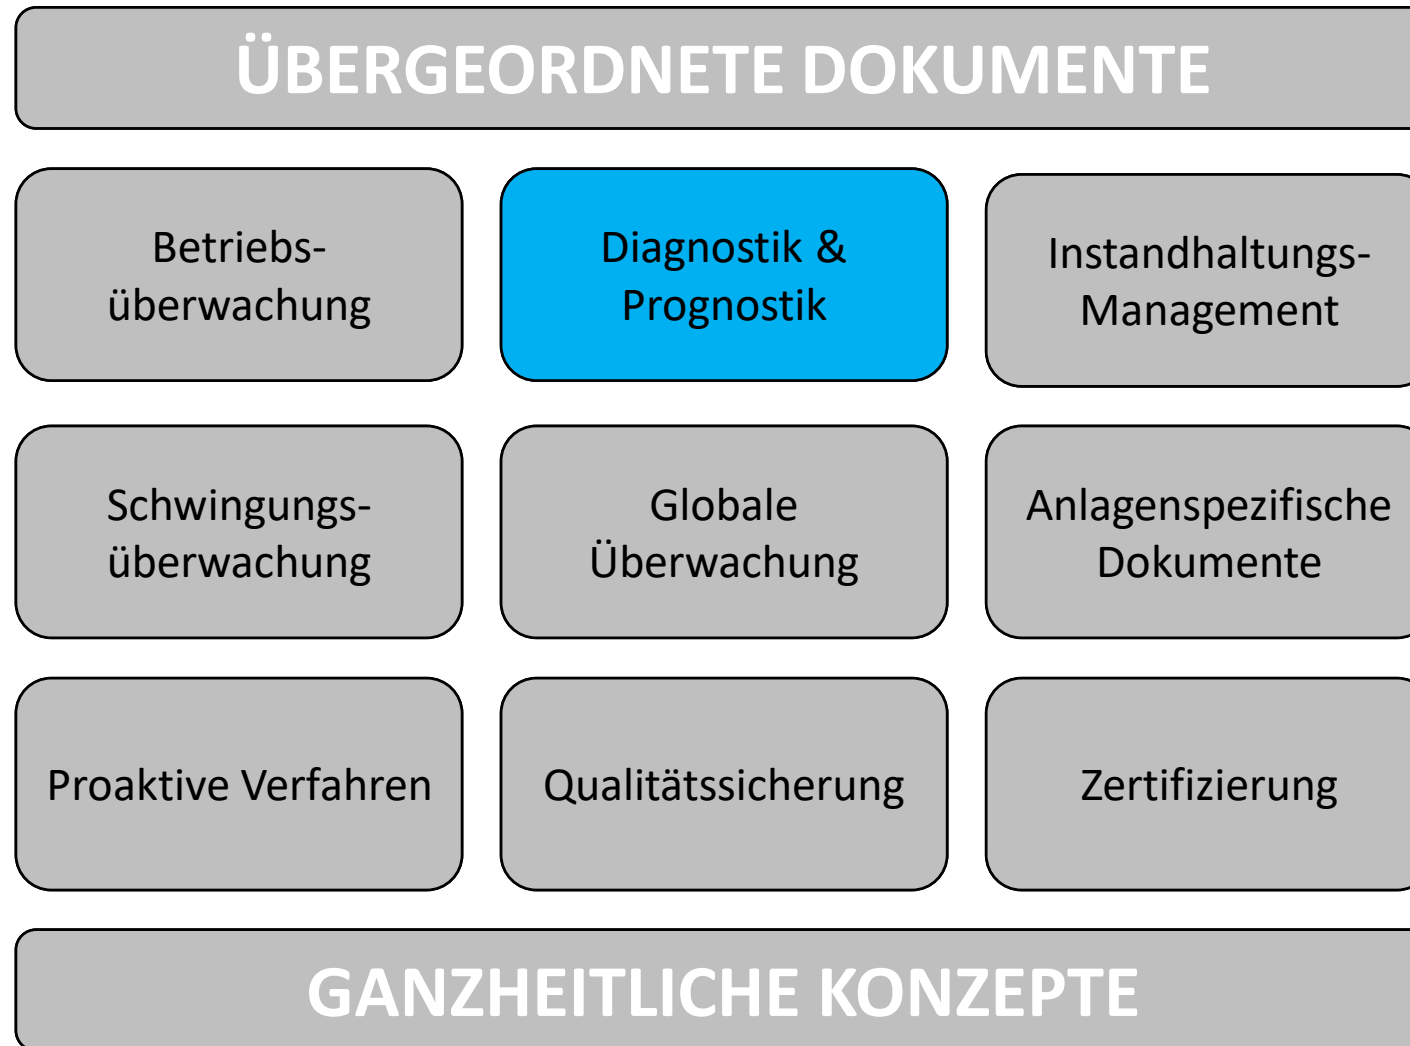 ÜBERGEORDNETE DOKUMENTE
Betriebs-
überwachung
Diagnostik &
Prognostik
Instandhaltungs-
Management
Schwingungs-
überwachung
Globale
Überwachung
Anlagenspezifische
Dokumente
Proaktive Verfahren
Qualitätssicherung
Zertifizierung
GANZHEITLICHE KONZEPTE